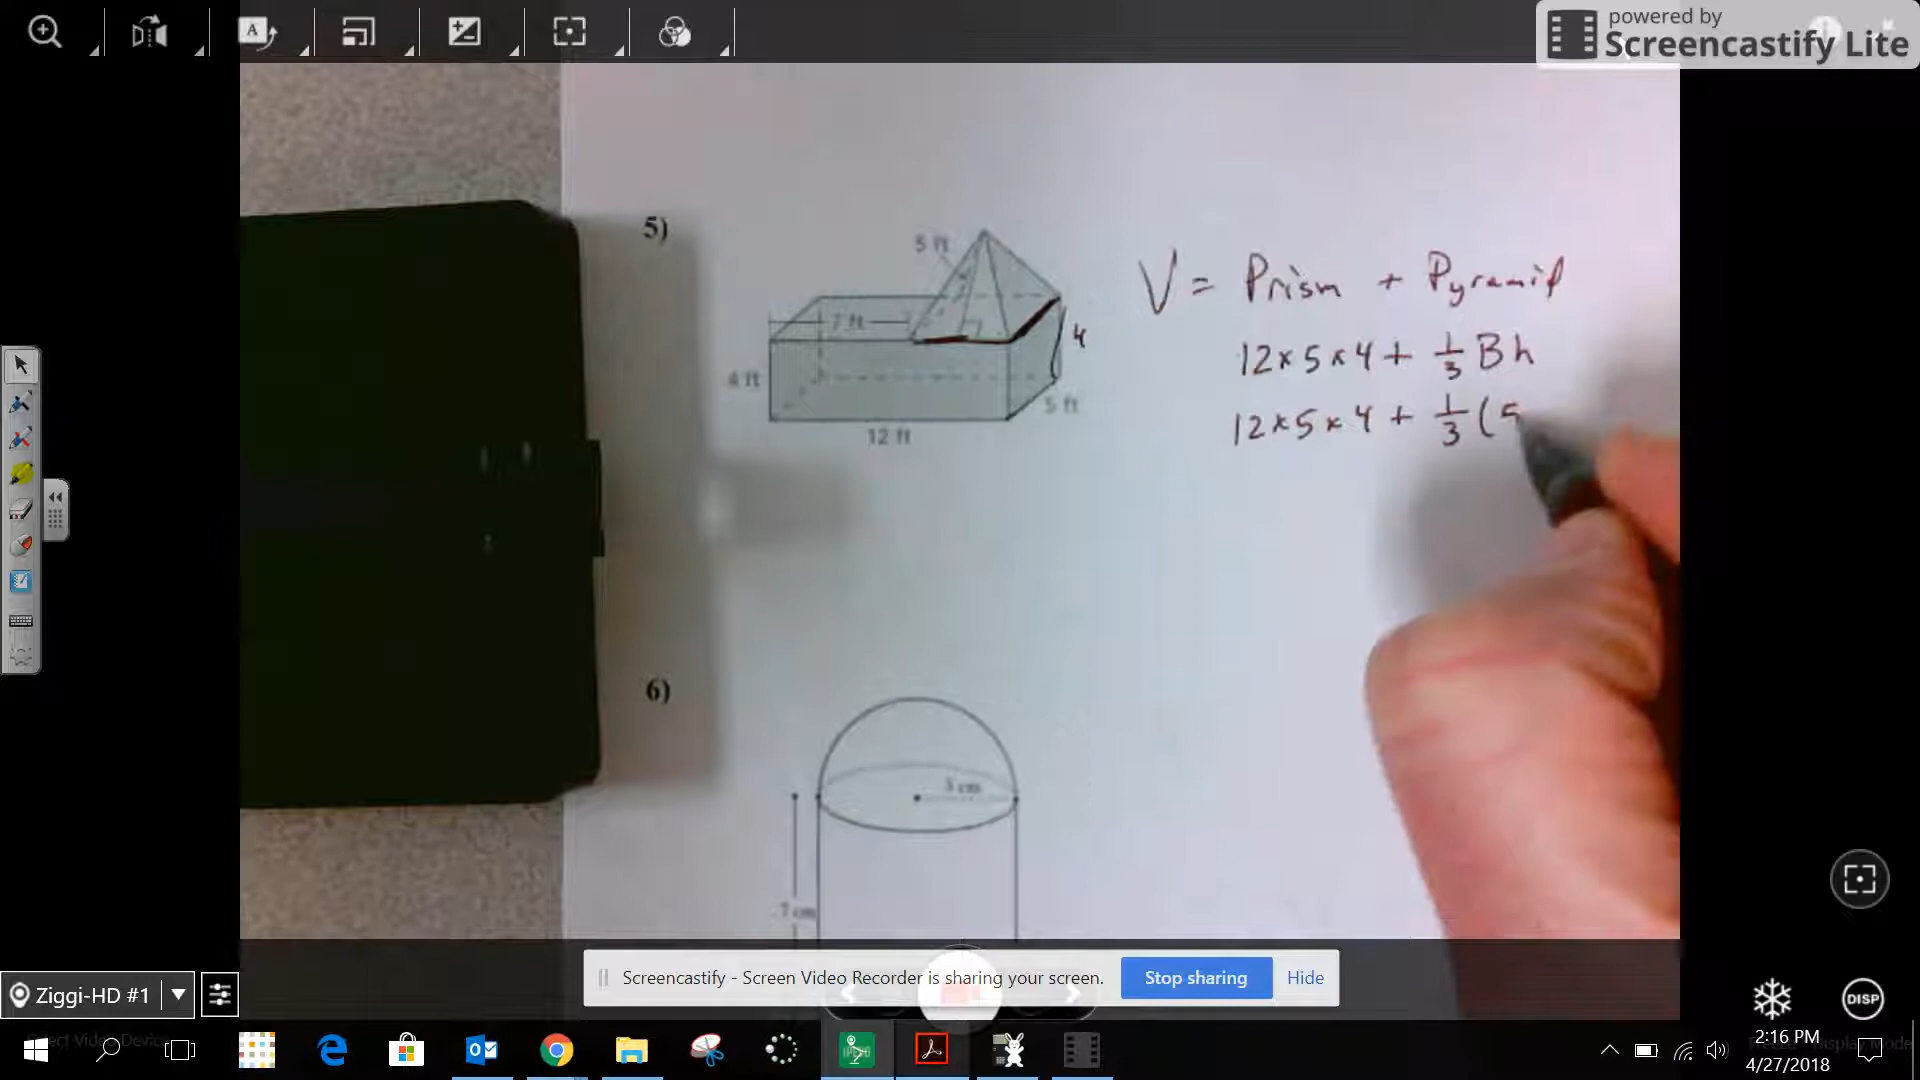 powered by
Screencastify Lite
5)
5 ft
7 ft
4 ft
12 ft
5 ft
4
V = Prism + Pyramid
12 × 5 × 4 + 1/3 Bh
12 × 5 × 4 + 1/3 (5
6)
7 cm
Screencastify - Screen Video Recorder is sharing your screen.
Stop sharing
Hide
Ziggi-HD #1
DISP
2:16 PM
4/27/2018